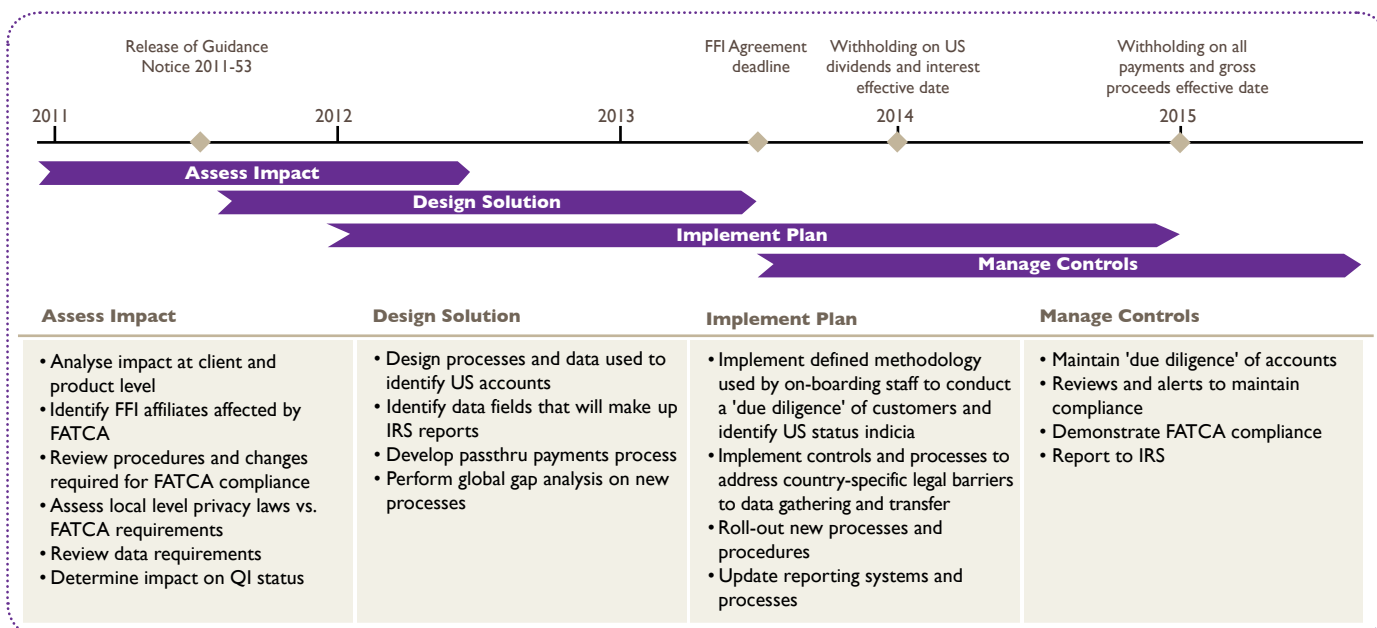 Release of Guidance
Notice 2011-53
FFI Agreement
deadline
Withholding on US
dividends and interest
effective date
Withholding on all
payments and gross
proceeds effective date
2011
2012
2013
2014
2015
Assess Impact
Design Solution
Implement Plan
Manage Controls
Assess Impact
• Analyse impact at client and
product level
• Identify FFI affiliates affected by
FATCA
• Review procedures and changes
required for FATCA compliance
• Assess local level privacy laws vs.
FATCA requirements
• Review data requirements
• Determine impact on QI status
Design Solution
• Design processes and data used to
identify US accounts
• Identify data fields that will make up
IRS reports
• Develop passthru payments process
• Perform global gap analysis on new
processes
Implement Plan
• Implement defined methodology
used by on-boarding staff to conduct
a 'due diligence' of customers and
identify US status indicia
• Implement controls and processes to
address country-specific legal barriers
to data gathering and transfer
• Roll-out new processes and
procedures
• Update reporting systems and
processes
Manage Controls
• Maintain 'due diligence' of accounts
• Reviews and alerts to maintain
compliance
• Demonstrate FATCA compliance
• Report to IRS